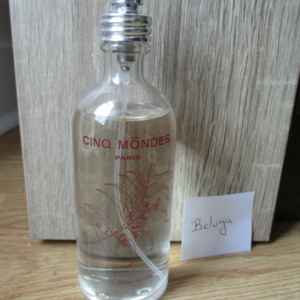 CINQ MONDES
PARIS
Beluga